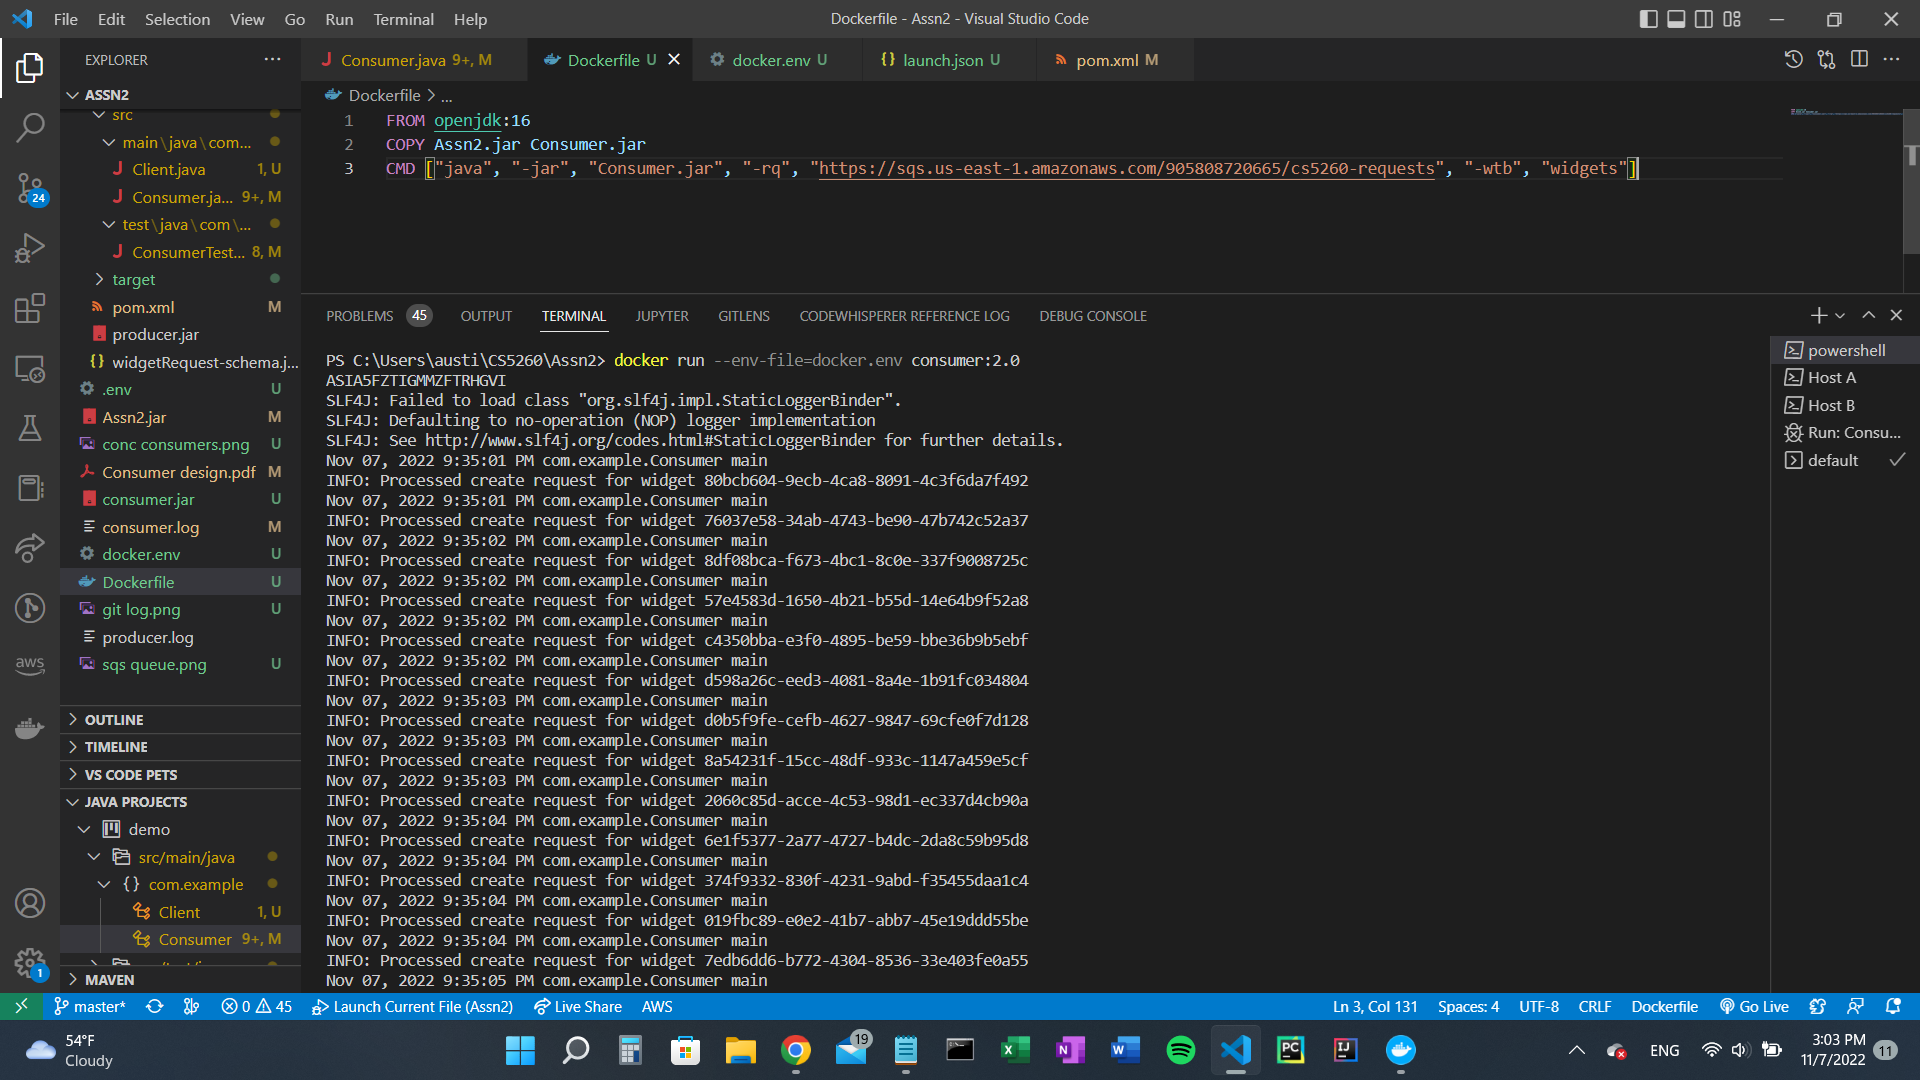 File Edit Selection View Go Run Terminal Help
Dockerfile - Assn2 - Visual Studio Code
EXPLORER
Consumer.java 9+, M
Dockerfile U
docker.env U
launch.json U
pom.xml M
ASSN2
src
main\java\com...
Client.java 1, U
Consumer.ja... 9+, M
test\java\com\...
ConsumerTest... 8, M
target
pom.xml M
producer.jar
widgetRequest-schema.j...
.env U
Assn2.jar M
conc consumers.png U
Consumer design.pdf M
consumer.jar U
consumer.log M
docker.env U
Dockerfile U
git log.png U
producer.log
sqs queue.png U
OUTLINE
TIMELINE
VS CODE PETS
JAVA PROJECTS
demo
src/main/java
com.example
Client 1, U
Consumer 9+, M
MAVEN
24
aws
1
Dockerfile > ...
1 FROM openjdk:16
2 COPY Assn2.jar Consumer.jar
3 CMD ["java", "-jar", "Consumer.jar", "-rq", "https://sqs.us-east-1.amazonaws.com/905808720665/cs5260-requests", "-wtb", "widgets"]
PROBLEMS 45 OUTPUT TERMINAL JUPYTER GITLENS CODEWHISPERER REFERENCE LOG DEBUG CONSOLE
PS C:\Users\austi\CS5260\Assn2> docker run --env-file=docker.env consumer:2.0
ASIA5FZTIGMMZFTRHGVI
SLF4J: Failed to load class "org.slf4j.impl.StaticLoggerBinder".
SLF4J: Defaulting to no-operation (NOP) logger implementation
SLF4J: See http://www.slf4j.org/codes.html#StaticLoggerBinder for further details.
Nov 07, 2022 9:35:01 PM com.example.Consumer main
INFO: Processed create request for widget 80bcb604-9ecb-4ca8-8091-4c3f6da7f492
Nov 07, 2022 9:35:01 PM com.example.Consumer main
INFO: Processed create request for widget 76037e58-34ab-4743-be90-47b742c52a37
Nov 07, 2022 9:35:02 PM com.example.Consumer main
INFO: Processed create request for widget 8df08bca-f673-4bc1-8c0e-337f9008725c
Nov 07, 2022 9:35:02 PM com.example.Consumer main
INFO: Processed create request for widget 57e4583d-1650-4b21-b55d-14e64b9f52a8
Nov 07, 2022 9:35:02 PM com.example.Consumer main
INFO: Processed create request for widget c4350bba-e3f0-4895-be59-bbe36b9b5ebf
Nov 07, 2022 9:35:02 PM com.example.Consumer main
INFO: Processed create request for widget d598a26c-eed3-4081-8a4e-1b91fc034804
Nov 07, 2022 9:35:03 PM com.example.Consumer main
INFO: Processed create request for widget d0b5f9fe-cefb-4627-9847-69cfe0f7d128
Nov 07, 2022 9:35:03 PM com.example.Consumer main
INFO: Processed create request for widget 8a54231f-15cc-48df-933c-1147a459e5cf
Nov 07, 2022 9:35:03 PM com.example.Consumer main
INFO: Processed create request for widget 2060c85d-acce-4c53-98d1-ec337d4cb90a
Nov 07, 2022 9:35:04 PM com.example.Consumer main
INFO: Processed create request for widget 6e1f5377-2a77-4727-b4dc-2da8c59b95d8
Nov 07, 2022 9:35:04 PM com.example.Consumer main
INFO: Processed create request for widget 374f9332-830f-4231-9abd-f35455daa1c4
Nov 07, 2022 9:35:04 PM com.example.Consumer main
INFO: Processed create request for widget 019fbc89-e0e2-41b7-abb7-45e19ddd55be
Nov 07, 2022 9:35:04 PM com.example.Consumer main
INFO: Processed create request for widget 7edb6dd6-b772-4304-8536-33e403fe0a55
Nov 07, 2022 9:35:05 PM com.example.Consumer main
powershell
Host A
Host B
Run: Consu...
default
master* 0 45 Launch Current File (Assn2) Live Share AWS
Ln 3, Col 131 Spaces: 4 UTF-8 CRLF Dockerfile Go Live
54°F
Cloudy
19
ENG
3:03 PM
11/7/2022
11